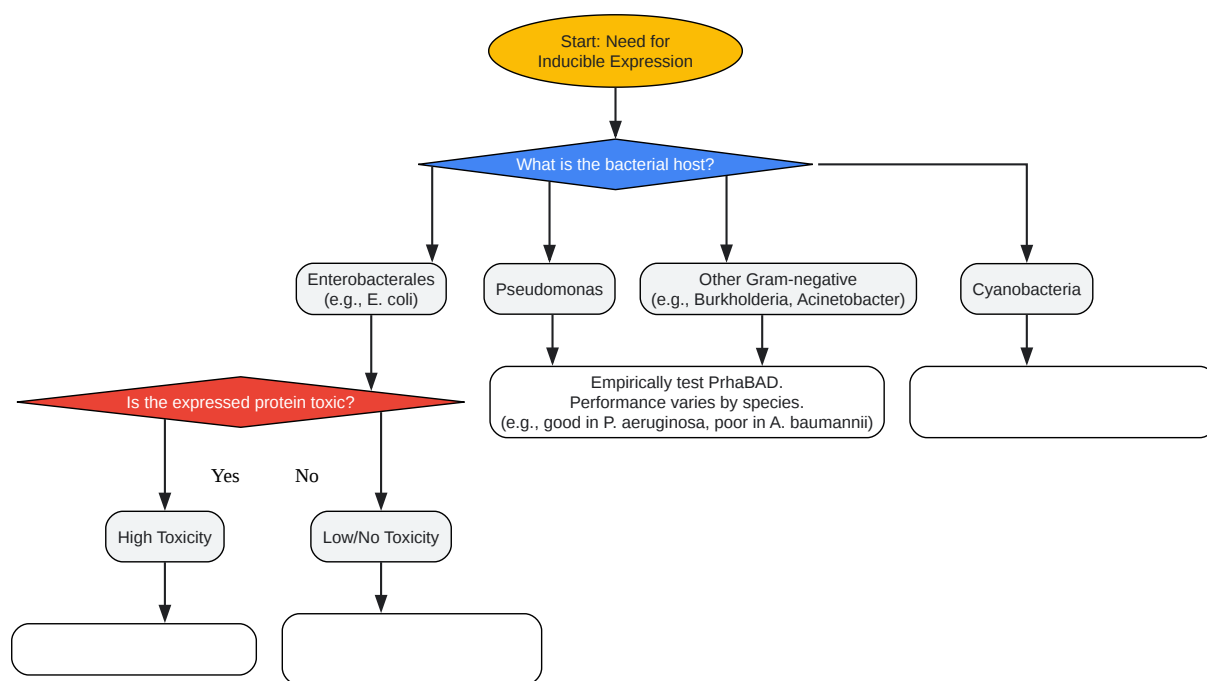 Start: Need for
Inducible Expression
What is the bacterial host?
Enterobacterales
(e.g., E. coli)
Pseudomonas
Other Gram-negative
(e.g., Burkholderia, Acinetobacter)
Cyanobacteria
Empirically test PrhaBAD.
Performance varies by species.
(e.g., good in P. aeruginosa, poor in A. baumannii)
Is the expressed protein toxic?
Yes
No
High Toxicity
Low/No Toxicity